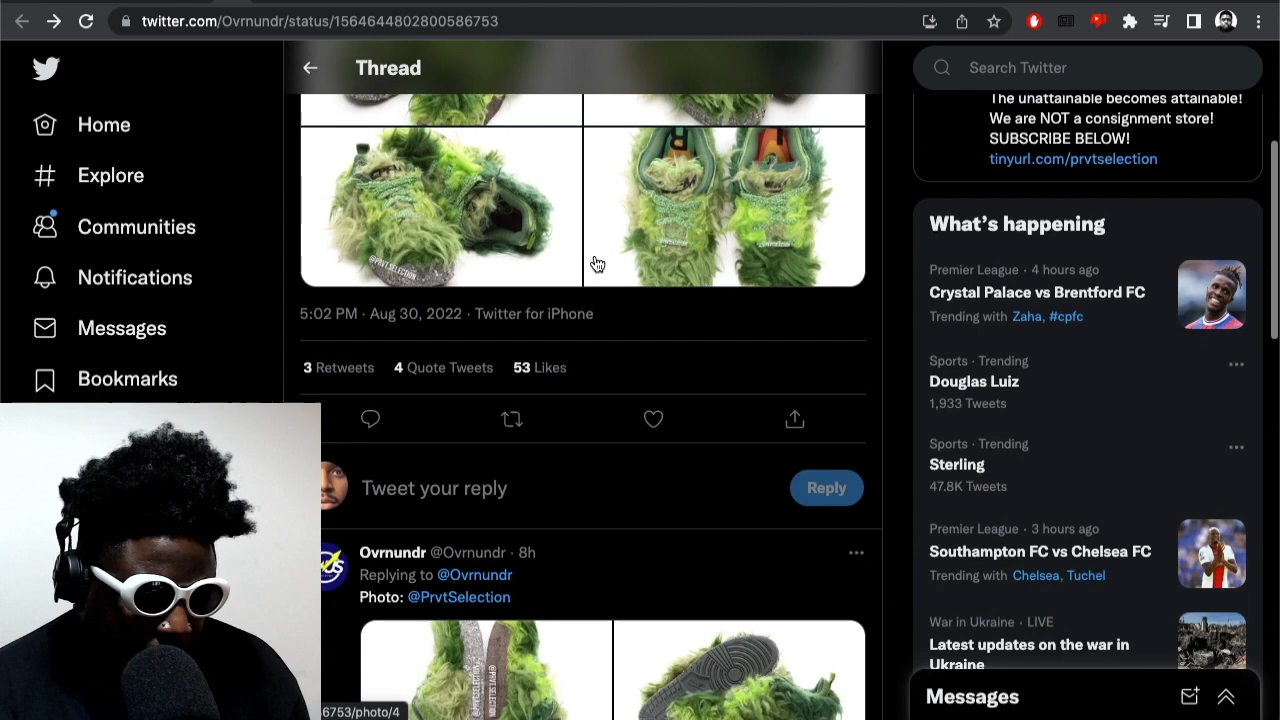 twitter.com/Ovrnundr/status/1564644802800586753
Thread
Search Twitter
Home
Explore
Communities
Notifications
Messages
Bookmarks
The unattainable becomes attainable!
We are NOT a consignment store!
SUBSCRIBE BELOW!
tinyurl.com/prvtselection
@PRVT.SELECTION
5:02 PM · Aug 30, 2022 · Twitter for iPhone
3 Retweets 4 Quote Tweets 53 Likes
Tweet your reply
Reply
Ovrnundr @Ovrnundr · 8h
Replying to @Ovrnundr
Photo: @PrvtSelection
@PRVT.SELECTION
6753/photo/4
What's happening
Premier League · 4 hours ago
Crystal Palace vs Brentford FC
Trending with Zaha, #cpfc
Sports · Trending
Douglas Luiz
1,933 Tweets
Sports · Trending
Sterling
47.8K Tweets
Premier League · 3 hours ago
Southampton FC vs Chelsea FC
Trending with Chelsea, Tuchel
War in Ukraine · LIVE
Latest updates on the war in
Ukraine
Messages